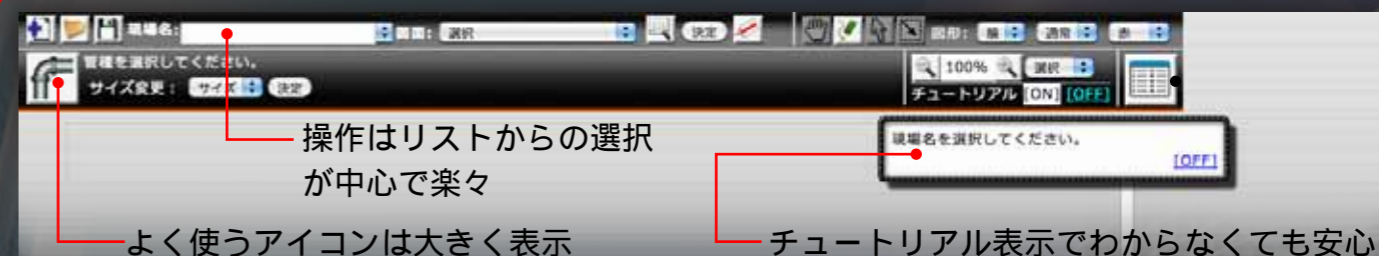 現場名:
図面: 選択
決定
図形: 線 通常 赤
管種を選択してください。
サイズ変更: サイズ 決定
100% 選択
チュートリアル [ON] [OFF]
操作はリストからの選択
が中心で楽々
現場名を選択してください。
[OFF]
よく使うアイコンは大きく表示
チュートリアル表示でわからなくても安心